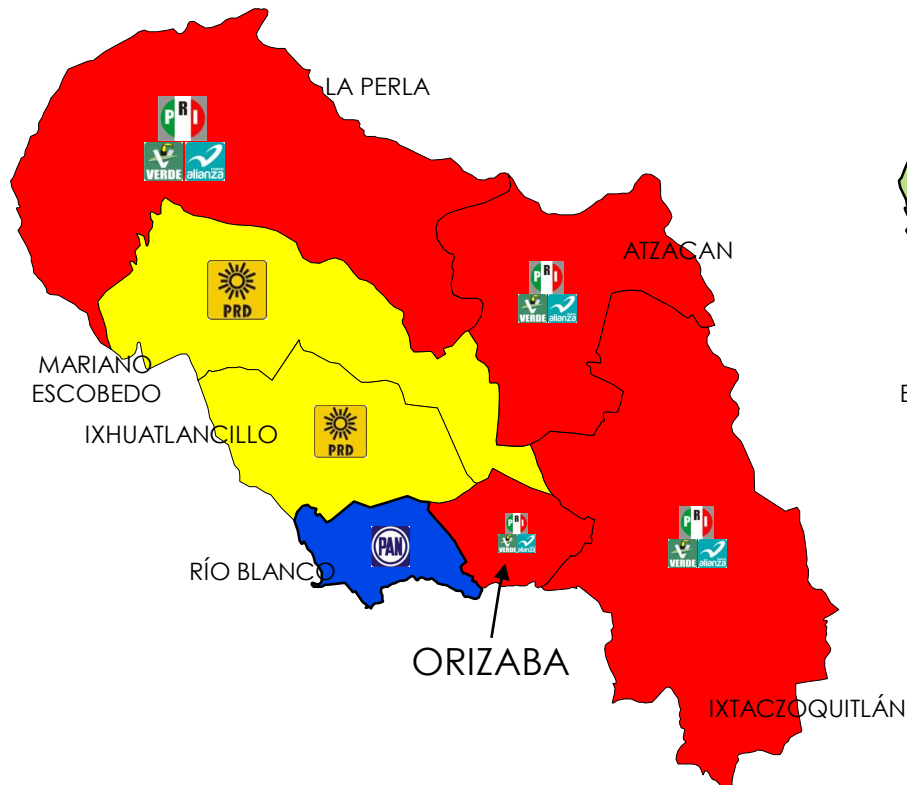 LA PERLA
PRI
VERDE alianza
ATZACAN
PRI
VERDE alianza
PRD
MARIANO
ESCOBEDO
IXHUATLANCILLO
PRD
E
PRI
VERDE alianza
PRI
VERDE alianza
PAN
RÍO BLANCO
ORIZABA
IXTACZOQUITLÁN